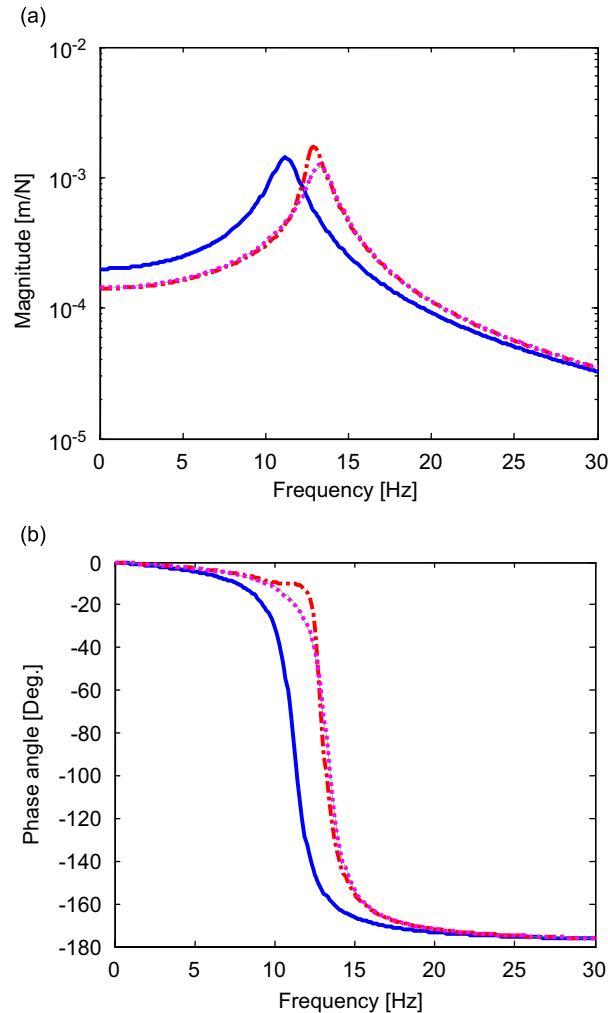 (a)
Magnitude [m/N]
10-2
10-3
10-4
10-5
0 5 10 15 20 25 30
Frequency [Hz]
(b)
Phase angle [Deg.]
0
-20
-40
-60
-80
-100
-120
-140
-160
-180
0 5 10 15 20 25 30
Frequency [Hz]